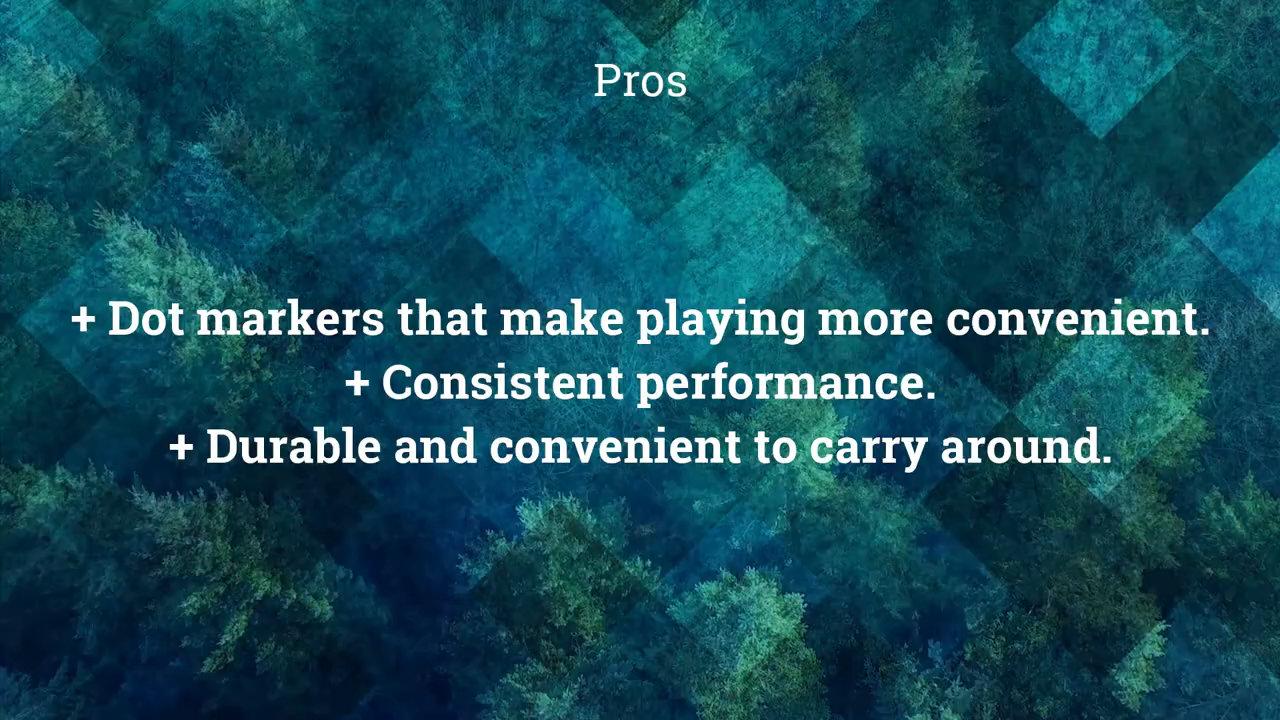 Pros
+ Dot markers that make playing more convenient.
+ Consistent performance.
+ Durable and convenient to carry around.